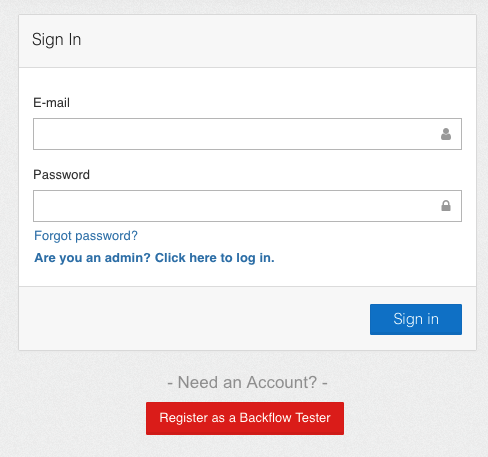 Sign In
E-mail
Password
Forgot password?
Are you an admin? Click here to log in.
Sign in
- Need an Account? -
Register as a Backflow Tester